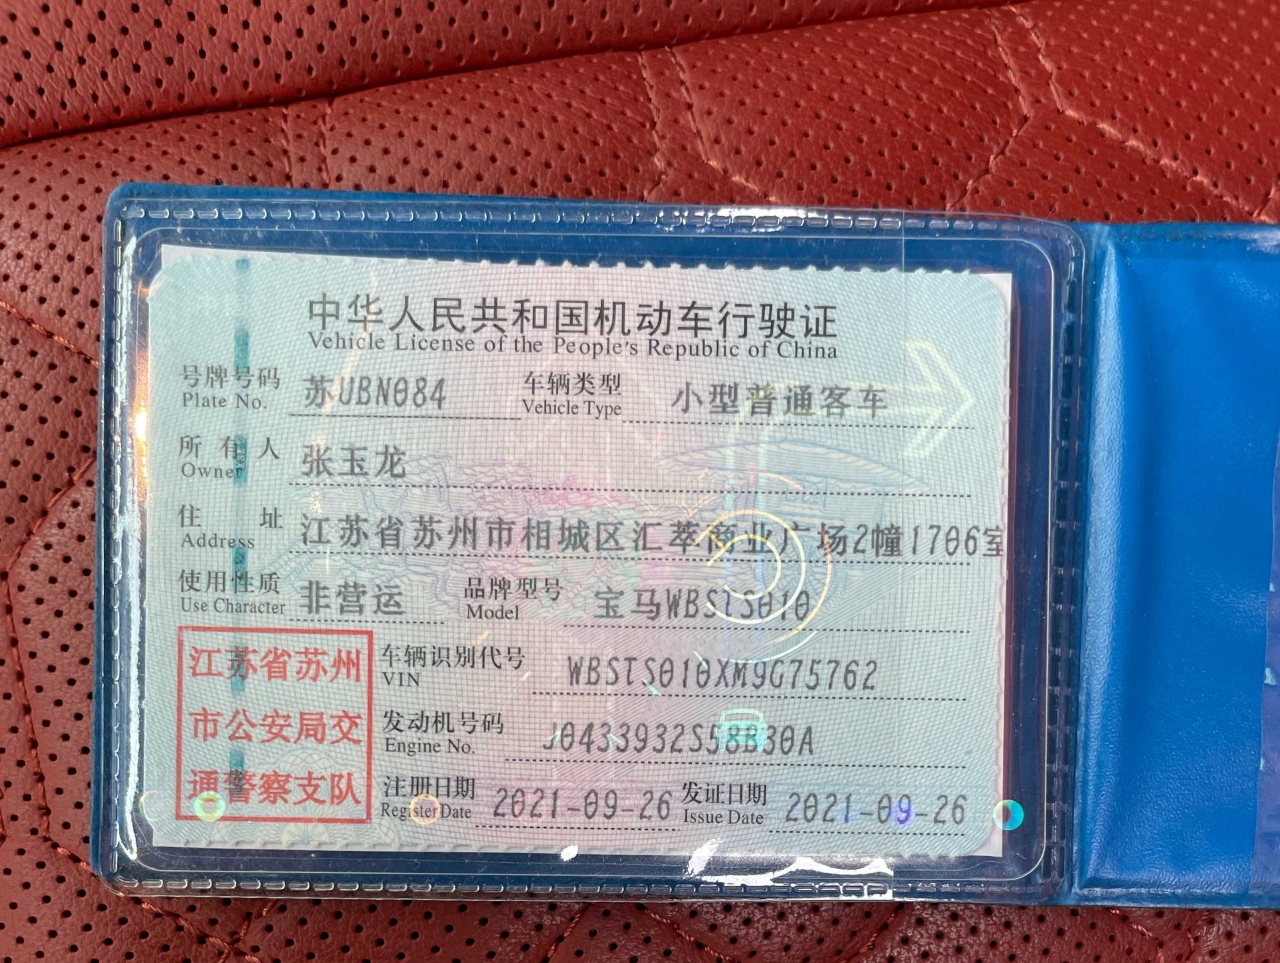 中华人民共和国机动车行驶证
Vehicle License of the People's Republic of China
号牌号码 苏UBN084 车辆类型 小型普通客车
Plate No. Vehicle Type
所有人 张玉龙
Owner
住址 江苏省苏州市相城区汇萃商业广场2幢1706室
Address
使用性质 非营运 品牌型号 宝马WBSTS010
Use Character Model
江苏省苏州
市公安局交
通警察支队
车辆识别代号 WBSTS010XM9G75762
VIN
发动机号码 J0433932S58B30A
Engine No.
注册日期 2021-09-26 发证日期 2021-09-26
Register Date Issue Date